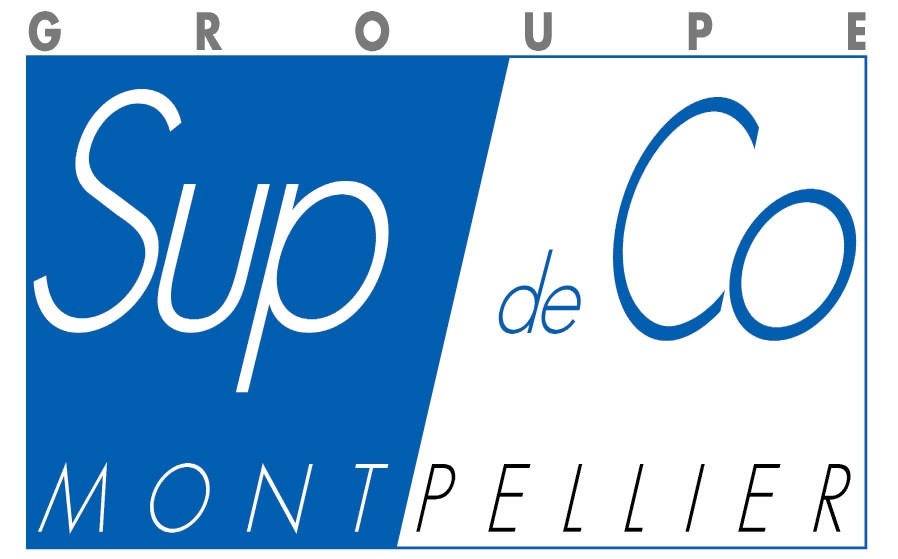 GROUPE
Sup de Co
MONTPELLIER